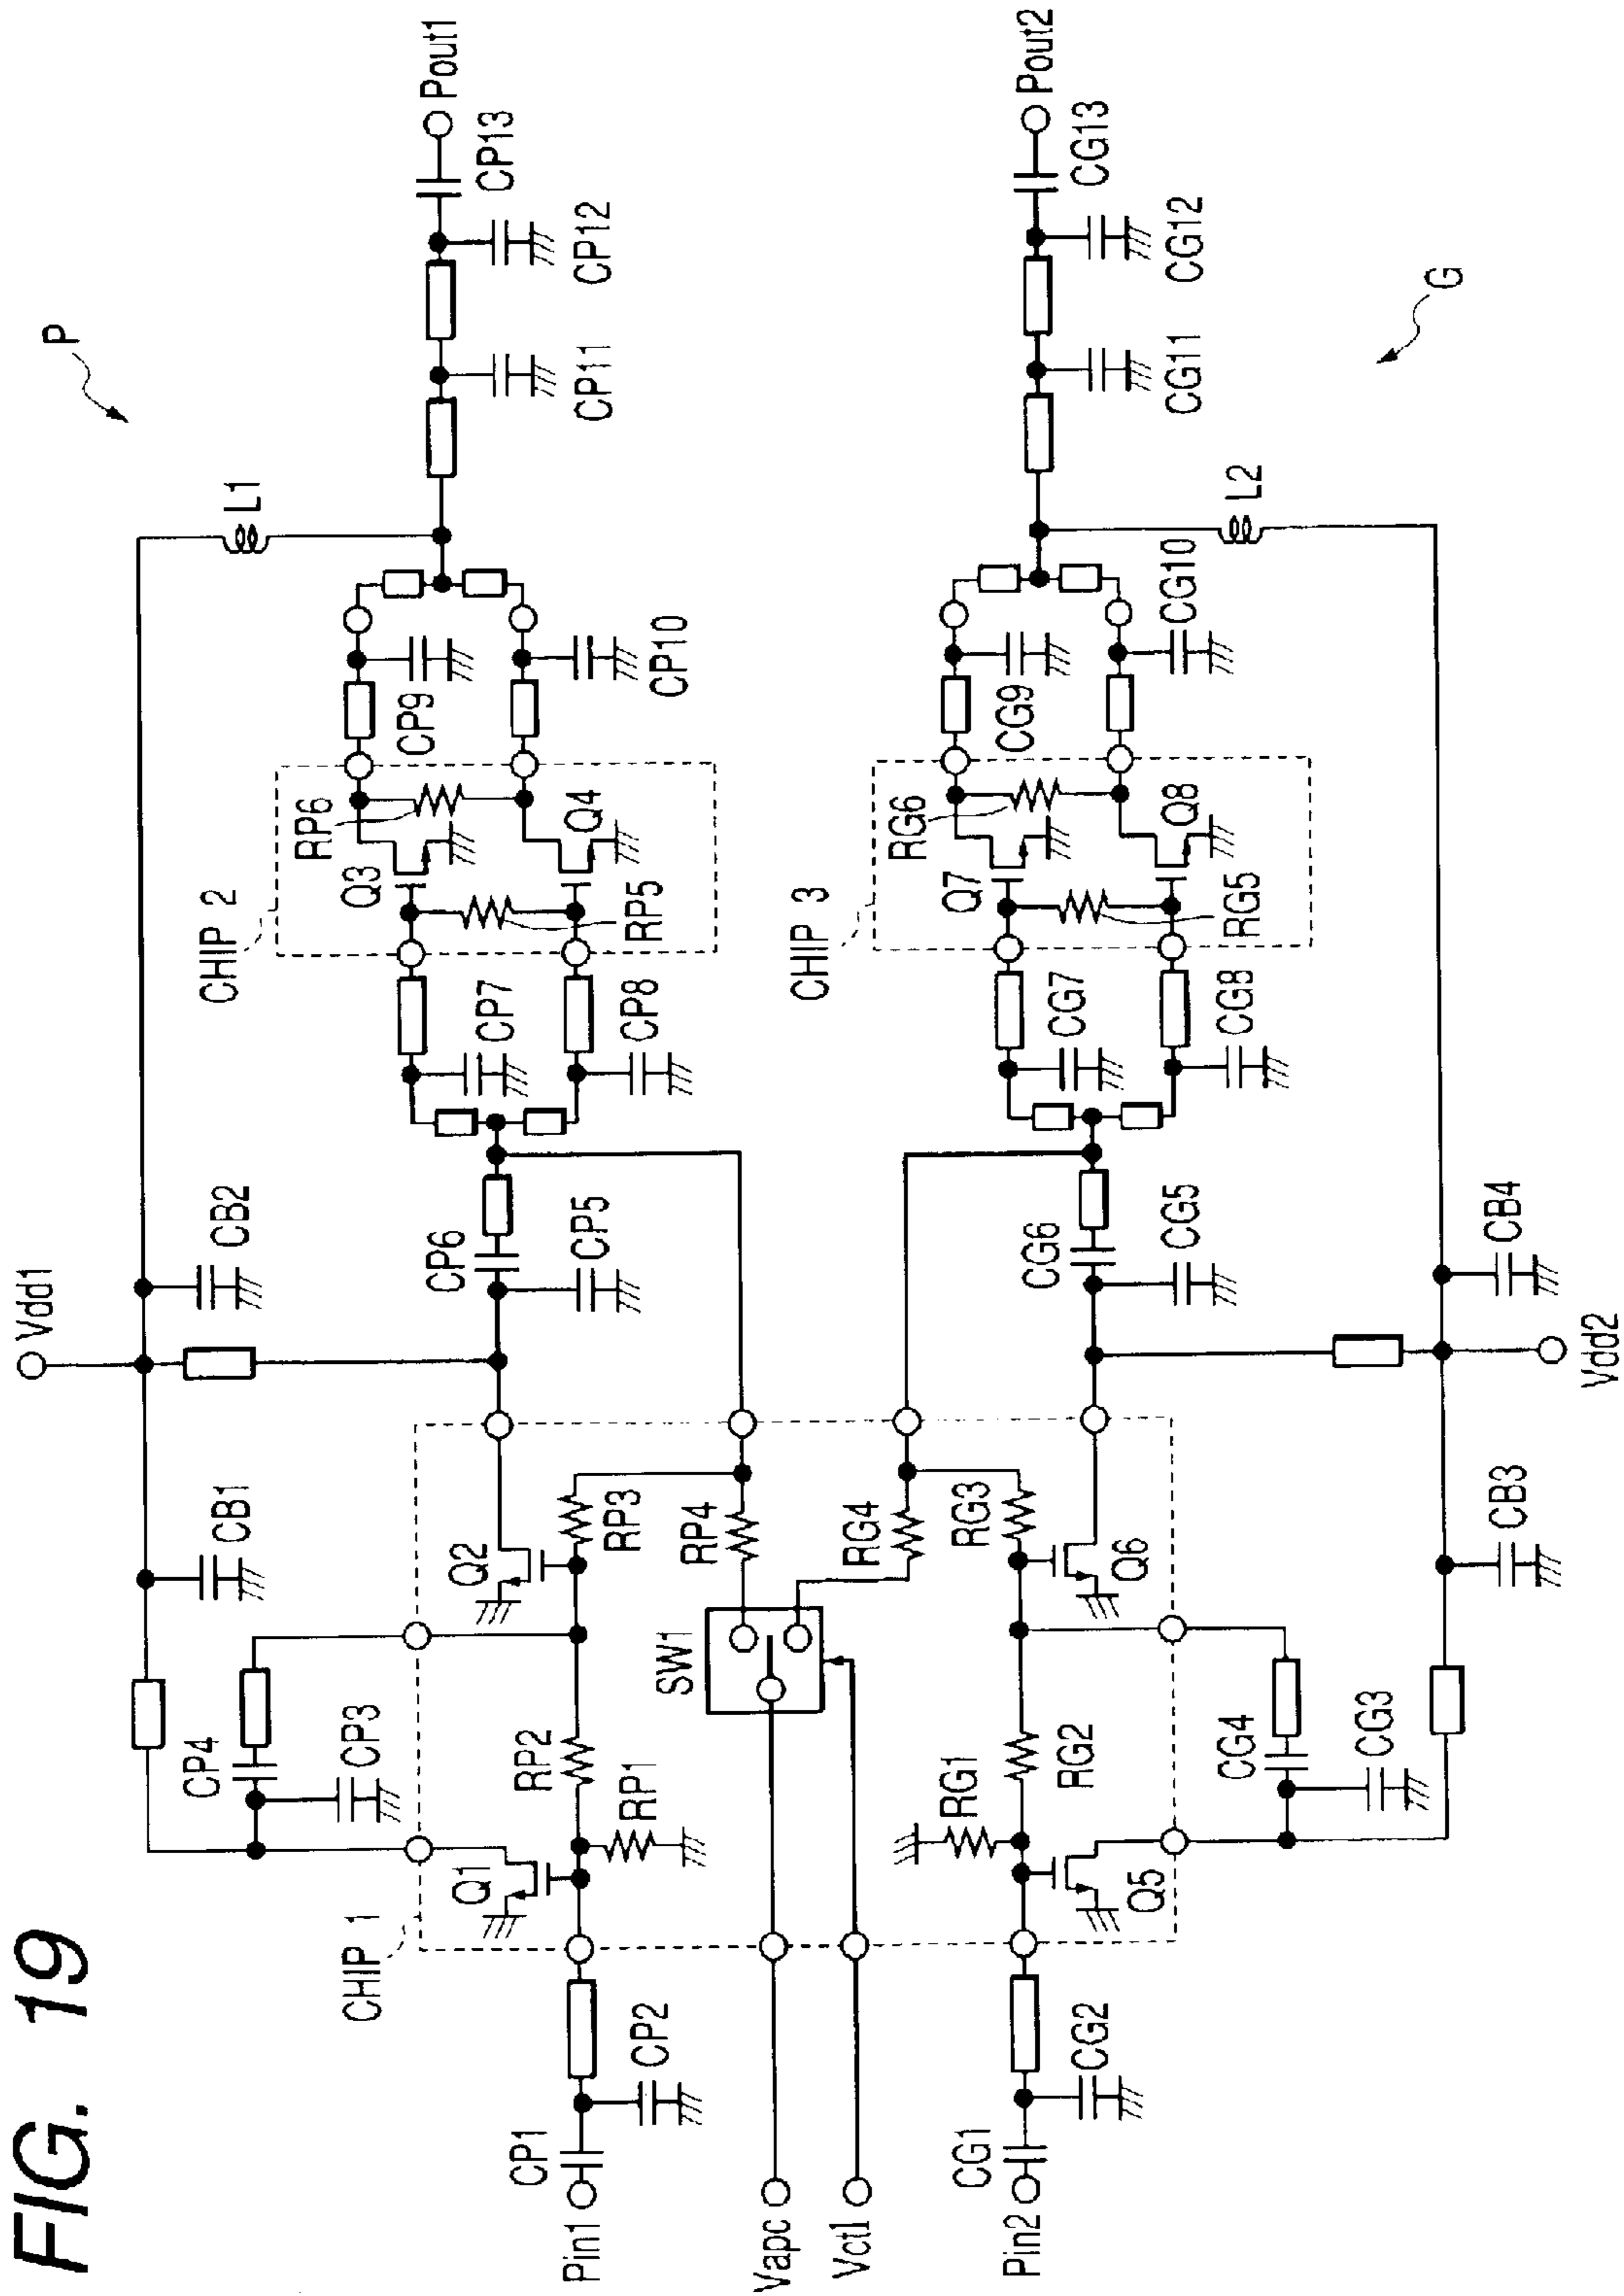 FIG. 19
P
Vdd1
CB1
CB2
L1
CP4
CP3
CHIP 1
Q1
RP2
RP1
Q2
RP3
RP4
CP6
CP5
CHIP 2
CP7
CP8
Q3
RP6
Q4
RP5
CP9
CP10
CP11
CP12
CP13
Pout1
CP1
Pin1
CP2
Vapc
Vctl
SW1
RG4
RG3
CG1
Pin2
CG2
RG1
RG2
Q5
Q6
CG4
CG3
CG6
CG5
CHIP 3
CG7
CG8
Q7
RG6
Q8
RG5
CG9
CG10
CG11
CG12
CG13
Pout2
L2
CB3
CB4
Vdd2
G